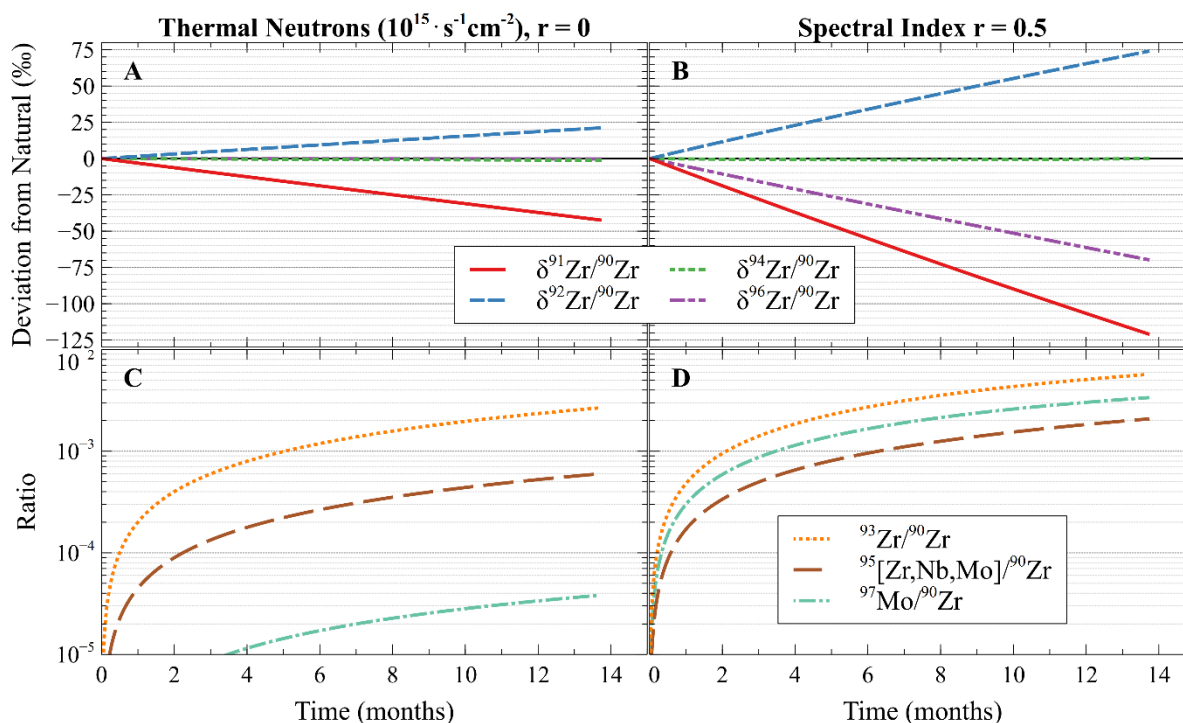 Thermal Neutrons (10¹⁵ · s⁻¹cm⁻²), r = 0
Spectral Index r = 0.5
Deviation from Natural (‰)
75
50
25
0
−25
−50
−75
−100
−125
A
B
δ⁹¹Zr/⁹⁰Zr
δ⁹⁴Zr/⁹⁰Zr
δ⁹²Zr/⁹⁰Zr
δ⁹⁶Zr/⁹⁰Zr
Ratio
10⁻²
10⁻³
10⁻⁴
10⁻⁵
C
D
⁹³Zr/⁹⁰Zr
⁹⁵[Zr,Nb,Mo]/⁹⁰Zr
⁹⁷Mo/⁹⁰Zr
0 2 4 6 8 10 12 14
0 2 4 6 8 10 12 14
Time (months)
Time (months)